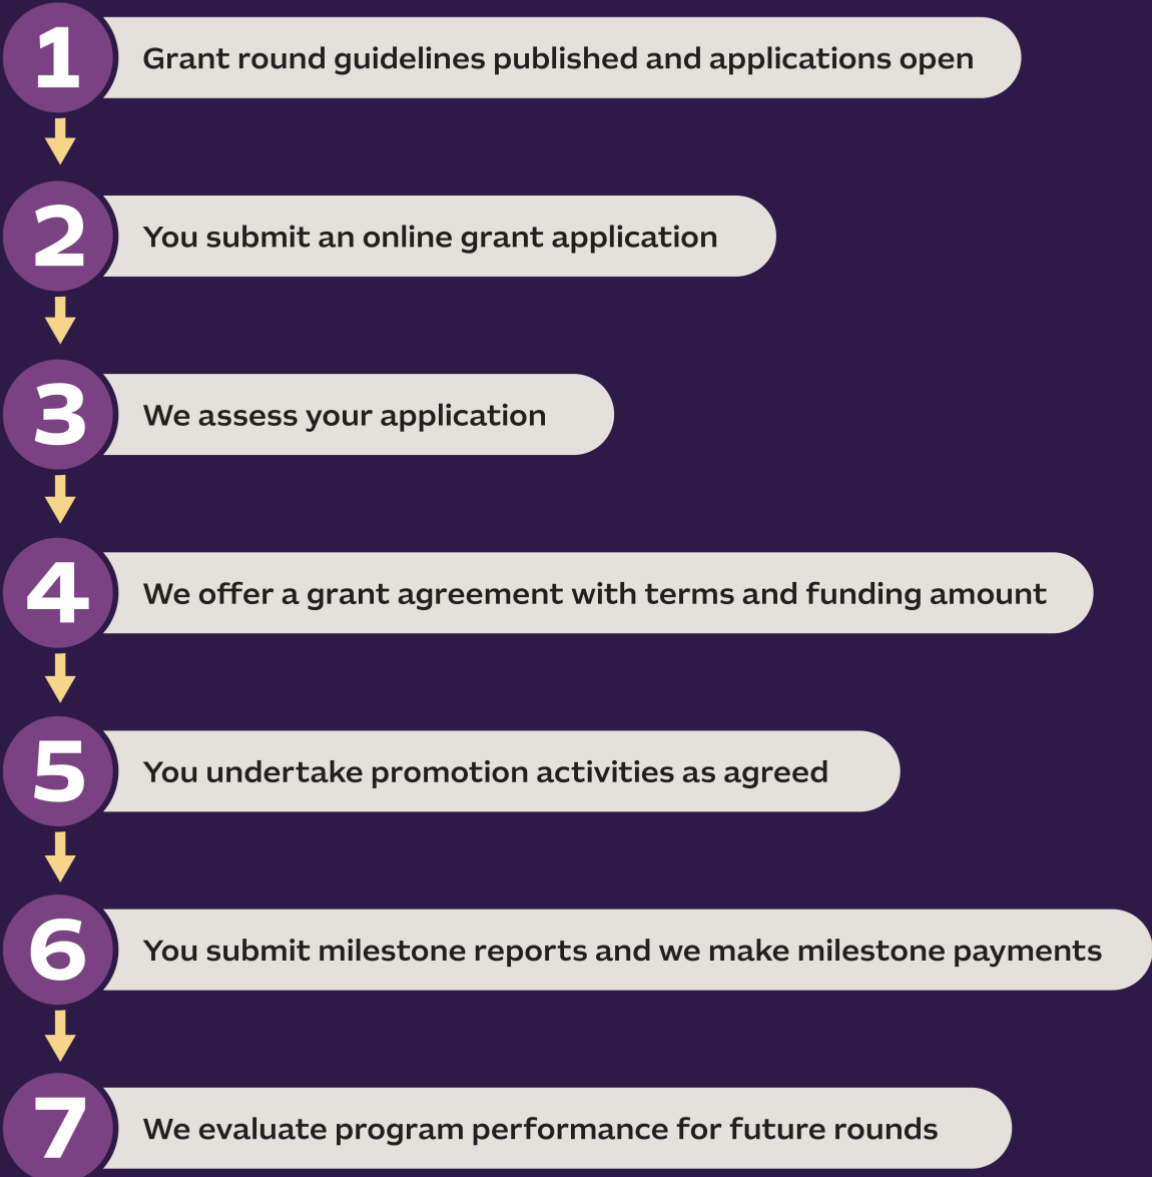 1 Grant round guidelines published and applications open
2 You submit an online grant application
3 We assess your application
4 We offer a grant agreement with terms and funding amount
5 You undertake promotion activities as agreed
6 You submit milestone reports and we make milestone payments
7 We evaluate program performance for future rounds